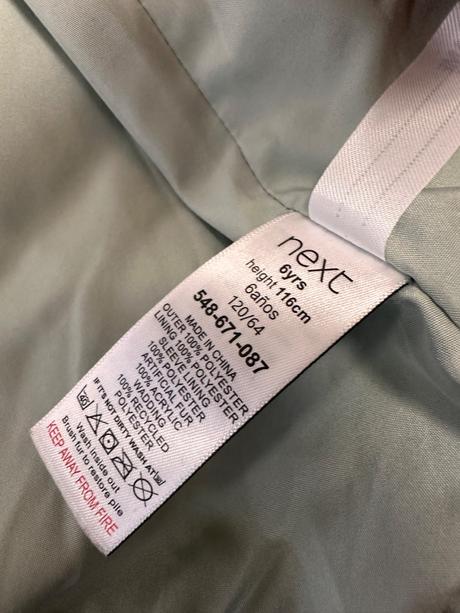 next
6yrs
height 116cm
6años
120/64
548-671-087
MADE IN CHINA
OUTER 100% POLYESTER
LINING 100% POLYESTER
SLEEVE LINING
100% POLYESTER
ARTIFICIAL FUR
100% ACRYLIC
WADDING
100% RECYCLED
POLYESTER
IF IT'S NOT DIRTY WASH AT
40
Wash inside out
Brush fur to restore pile
KEEP AWAY FROM FIRE